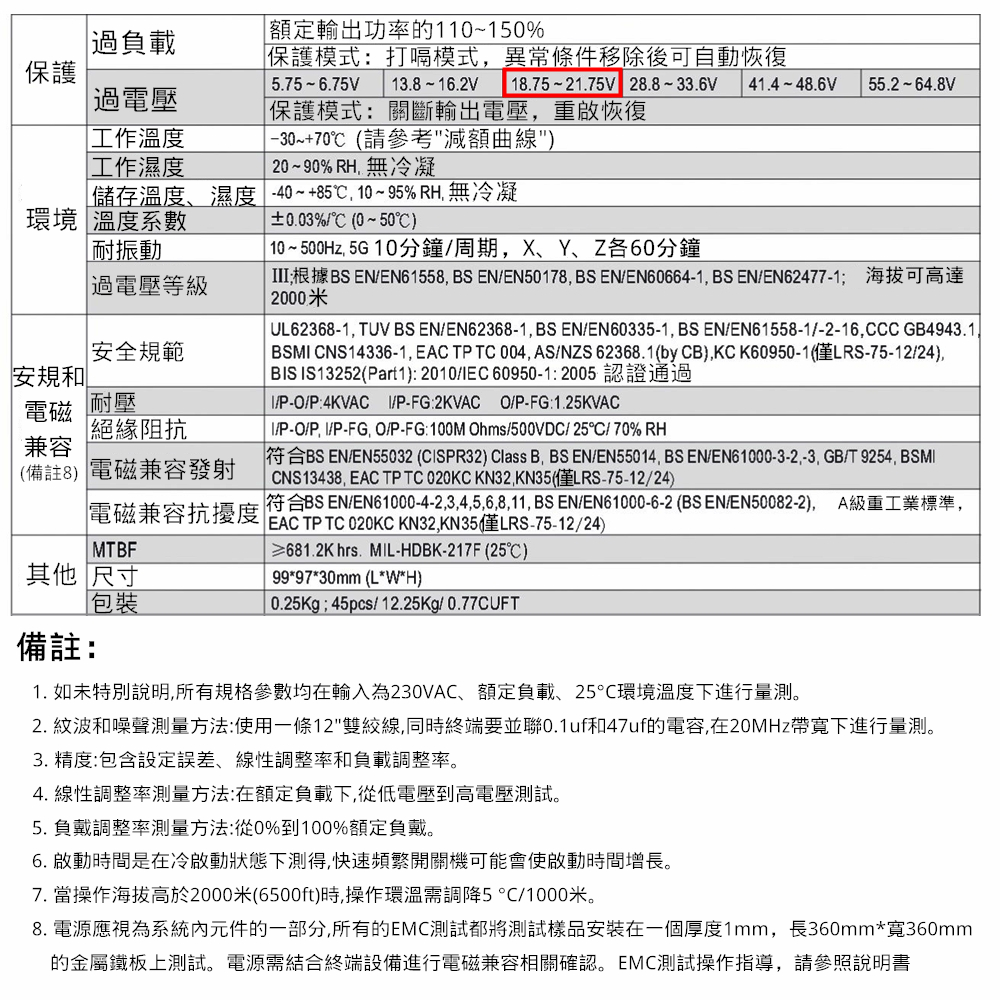 保護
過負載
額定輸出功率的110~150%
保護模式：打嗝模式，異常條件移除後可自動恢復
過電壓
5.75 ~ 6.75V 13.8 ~ 16.2V 18.75 ~ 21.75V 28.8 ~ 33.6V 41.4 ~ 48.6V 55.2 ~ 64.8V
保護模式：關斷輸出電壓，重啟恢復
環境
工作溫度 -30~+70℃ (請參考"減額曲線")
工作濕度 20 ~ 90% RH, 無冷凝
儲存溫度、濕度 -40 ~ +85℃, 10 ~ 95% RH, 無冷凝
溫度系數 ±0.03%/℃ (0 ~ 50℃)
耐振動 10 ~ 500Hz, 5G 10分鐘/周期，X、Y、Z各60分鐘
過電壓等級
III;根據BS EN/EN61558, BS EN/EN50178, BS EN/EN60664-1, BS EN/EN62477-1; 海拔可高達
2000米
安規和
電磁
兼容
(備註8)
安全規範
UL62368-1, TUV BS EN/EN62368-1, BS EN/EN60335-1, BS EN/EN61558-1/-2-16,CCC GB4943.1,
BSMI CNS14336-1, EAC TP TC 004, AS/NZS 62368.1(by CB),KC K60950-1(僅LRS-75-12/24),
BIS IS13252(Part1): 2010/IEC 60950-1: 2005 認證通過
耐壓 I/P-O/P:4KVAC I/P-FG:2KVAC O/P-FG:1.25KVAC
絕緣阻抗 I/P-O/P, I/P-FG, O/P-FG:100M Ohms/500VDC/ 25℃/ 70% RH
電磁兼容發射
符合BS EN/EN55032 (CISPR32) Class B, BS EN/EN55014, BS EN/EN61000-3-2,-3, GB/T 9254, BSMI
CNS13438, EAC TP TC 020KC KN32,KN35(僅LRS-75-12/24)
電磁兼容抗擾度
符合BS EN/EN61000-4-2,3,4,5,6,8,11, BS EN/EN61000-6-2 (BS EN/EN50082-2), A級重工業標準，
EAC TP TC 020KC KN32,KN35(僅LRS-75-12/24)
其他
MTBF ≥681.2K hrs. MIL-HDBK-217F (25℃)
尺寸 99*97*30mm (L*W*H)
包裝 0.25Kg ; 45pcs/ 12.25Kg/ 0.77CUFT
備註：
1. 如未特別說明,所有規格參數均在輸入為230VAC、額定負載、25°C環境溫度下進行量測。
2. 紋波和噪聲測量方法:使用一條12"雙絞線,同時終端要並聯0.1uf和47uf的電容,在20MHz帶寬下進行量測。
3. 精度:包含設定誤差、線性調整率和負載調整率。
4. 線性調整率測量方法:在額定負載下,從低電壓到高電壓測試。
5. 負戴調整率測量方法:從0%到100%額定負戴。
6. 啟動時間是在冷啟動狀態下測得,快速頻繁開關機可能會使啟動時間增長。
7. 當操作海拔高於2000米(6500ft)時,操作環溫需調降5 °C/1000米。
8. 電源應視為系統內元件的一部分,所有的EMC測試都將測試樣品安裝在一個厚度1mm，長360mm*寬360mm
的金屬鐵板上測試。電源需結合終端設備進行電磁兼容相關確認。EMC測試操作指導，請參照說明書